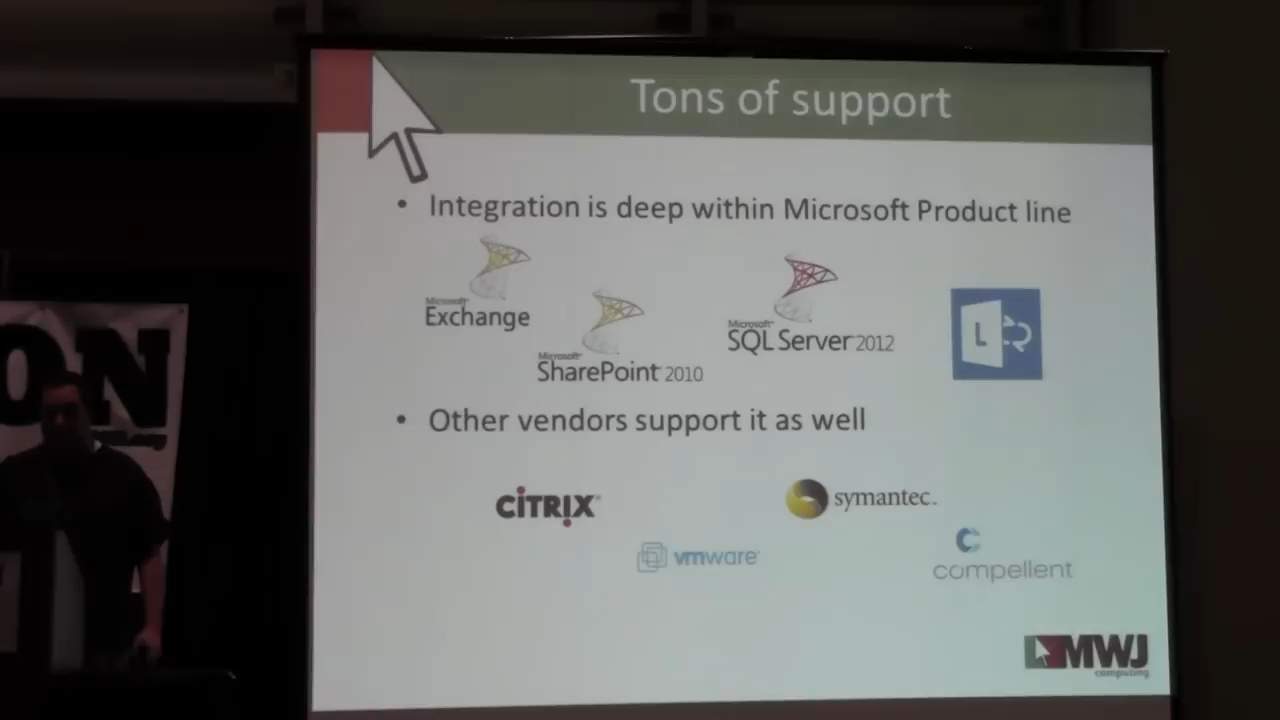 Tons of support
• Integration is deep within Microsoft Product line
Microsoft
Exchange
Microsoft
SharePoint 2010
Microsoft
SQL Server 2012
L
• Other vendors support it as well
CITRIX
symantec.
vmware
compellent
MWJ
computing
ON